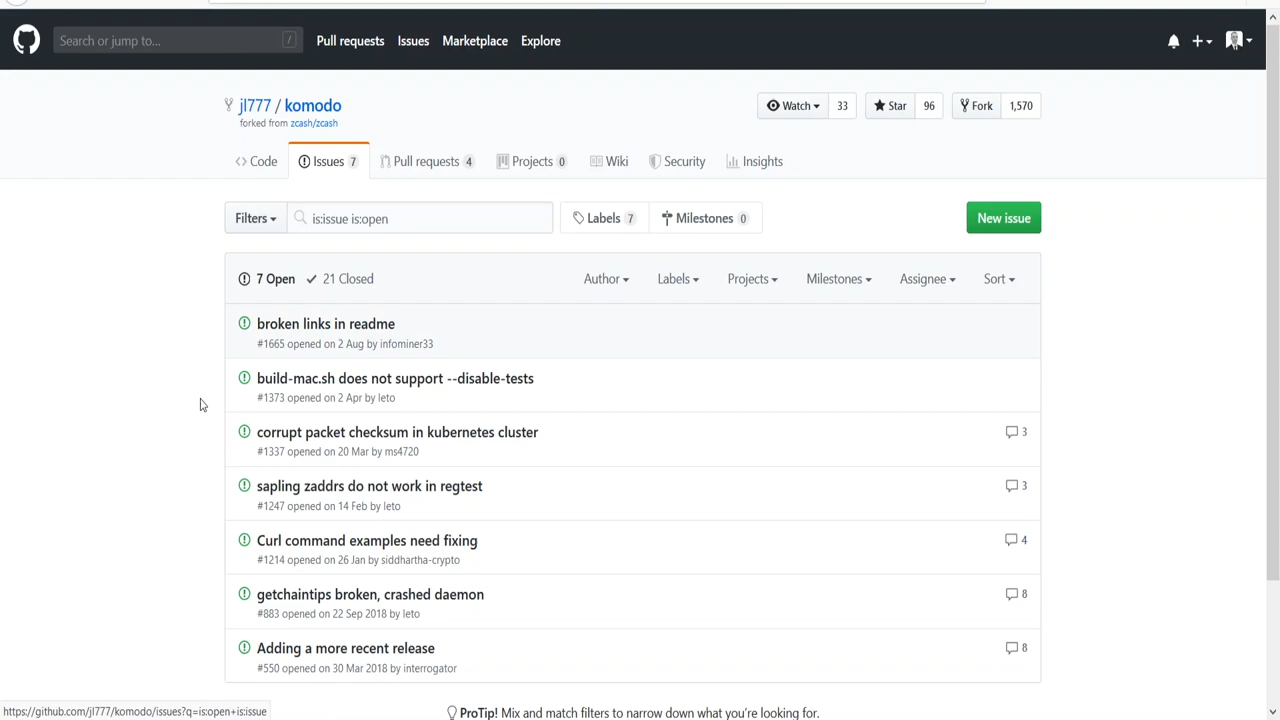 Search or jump to... / Pull requests Issues Marketplace Explore
jl777 / komodo
forked from zcash/zcash
Watch 33 Star 96 Fork 1,570
Code Issues 7 Pull requests 4 Projects 0 Wiki Security Insights
Filters is:issue is:open Labels 7 Milestones 0 New issue
7 Open 21 Closed Author Labels Projects Milestones Assignee Sort
broken links in readme
#1665 opened on 2 Aug by infominer33
build-mac.sh does not support --disable-tests
#1373 opened on 2 Apr by leto
corrupt packet checksum in kubernetes cluster 3
#1337 opened on 20 Mar by ms4720
sapling zaddrs do not work in regtest 3
#1247 opened on 14 Feb by leto
Curl command examples need fixing 4
#1214 opened on 26 Jan by siddhartha-crypto
getchaintips broken, crashed daemon 8
#883 opened on 22 Sep 2018 by leto
Adding a more recent release 8
#550 opened on 30 Mar 2018 by interrogator
https://github.com/jl777/komodo/issues?q=is:open+is:issue
ProTip! Mix and match filters to narrow down what you're looking for.